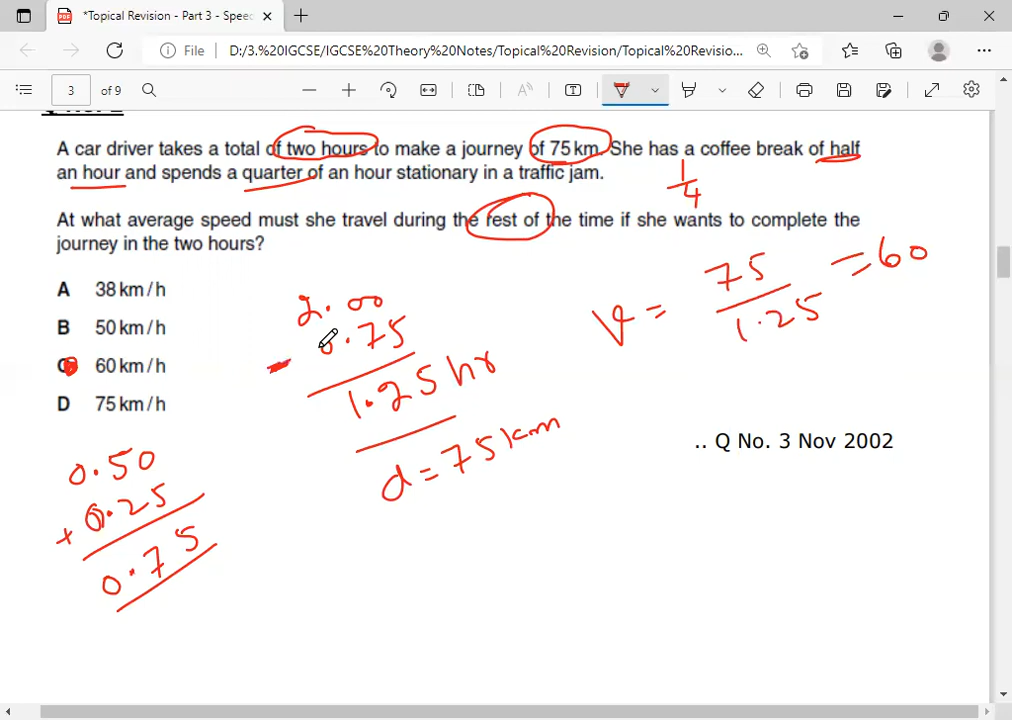 *Topical Revision - Part 3 - Spee
File
D:/3.%20IGCSE%20Theory%20Notes/Topical%20Revision/Topical%20Revisio...
3 of 9
A car driver takes a total of two hours to make a journey of 75 km. She has a coffee break of half
an hour and spends a quarter of an hour stationary in a traffic jam.
1/4
At what average speed must she travel during the rest of the time if she wants to complete the
journey in the two hours?
A 38 km / h
B 50 km / h
C 60 km / h
D 75 km / h
2.00
- 0.75
1.25 hr
d = 75 km
v = 75/1.25 = 60
.. Q No. 3 Nov 2002
0.50
+ 0.25
0.75